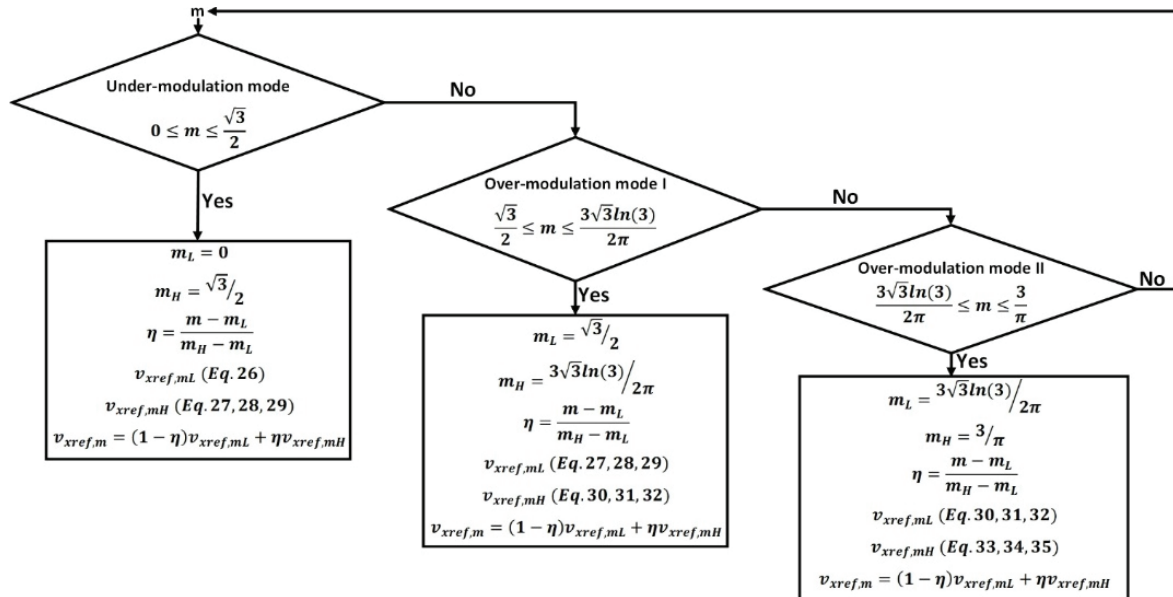 m
Under-modulation mode
0 ≤ m ≤ √3/2
No
Yes
m_L = 0
m_H = √3/2
η = (m − m_L)/(m_H − m_L)
v_xref,mL (Eq. 26)
v_xref,mH (Eq. 27, 28, 29)
v_xref,m = (1 − η)v_xref,mL + ηv_xref,mH
Over-modulation mode I
√3/2 ≤ m ≤ 3√3ln(3)/2π
No
Yes
m_L = √3/2
m_H = 3√3ln(3)/2π
η = (m − m_L)/(m_H − m_L)
v_xref,mL (Eq. 27, 28, 29)
v_xref,mH (Eq. 30, 31, 32)
v_xref,m = (1 − η)v_xref,mL + ηv_xref,mH
Over-modulation mode II
3√3ln(3)/2π ≤ m ≤ 3/π
No
Yes
m_L = 3√3ln(3)/2π
m_H = 3/π
η = (m − m_L)/(m_H − m_L)
v_xref,mL (Eq. 30, 31, 32)
v_xref,mH (Eq. 33, 34, 35)
v_xref,m = (1 − η)v_xref,mL + ηv_xref,mH